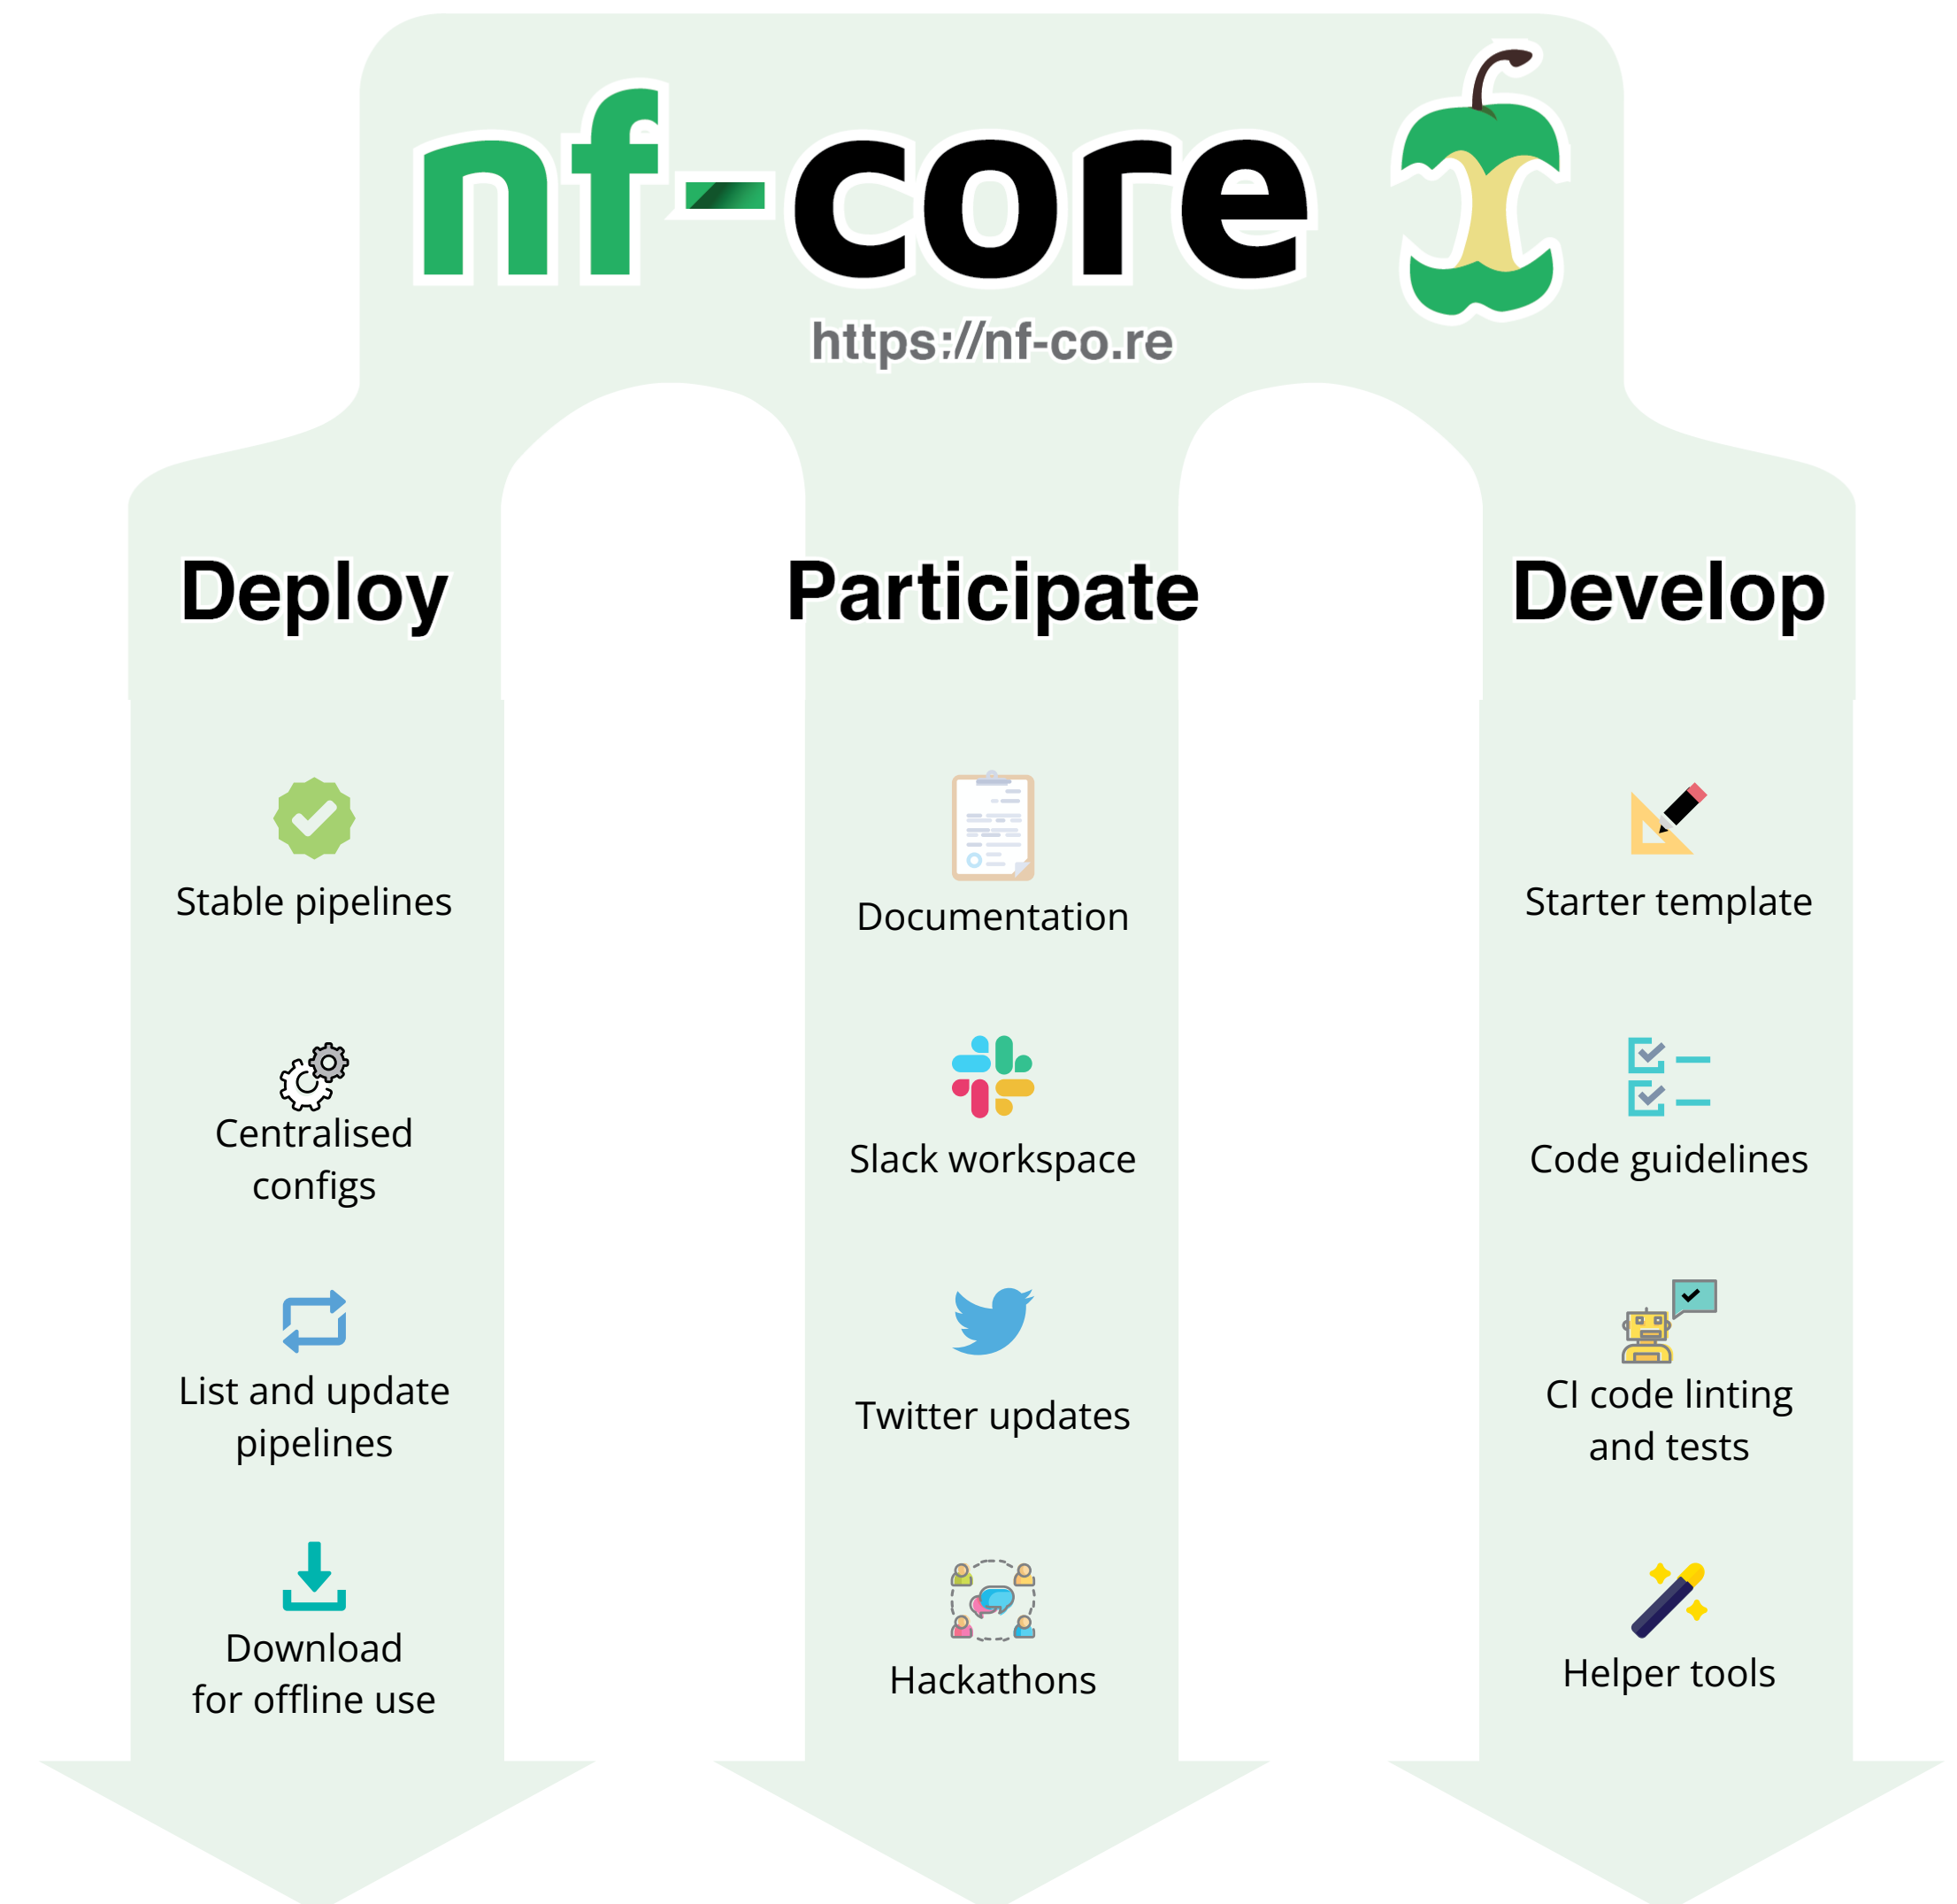 nf-core
https://nf-co.re
Deploy
Stable pipelines
Centralised
configs
List and update
pipelines
Download
for offline use
Participate
Documentation
Slack workspace
Twitter updates
Hackathons
Develop
Starter template
Code guidelines
CI code linting
and tests
Helper tools